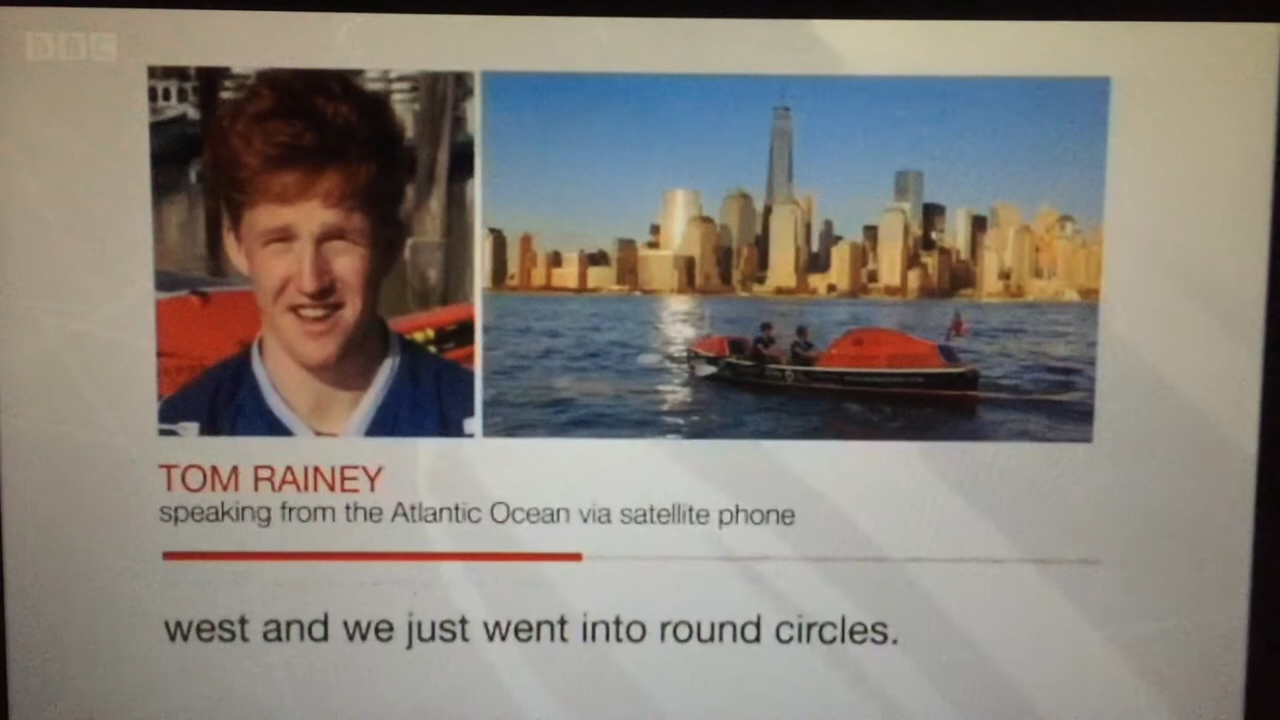 BBC
TOM RAINEY
speaking from the Atlantic Ocean via satellite phone
west and we just went into round circles.